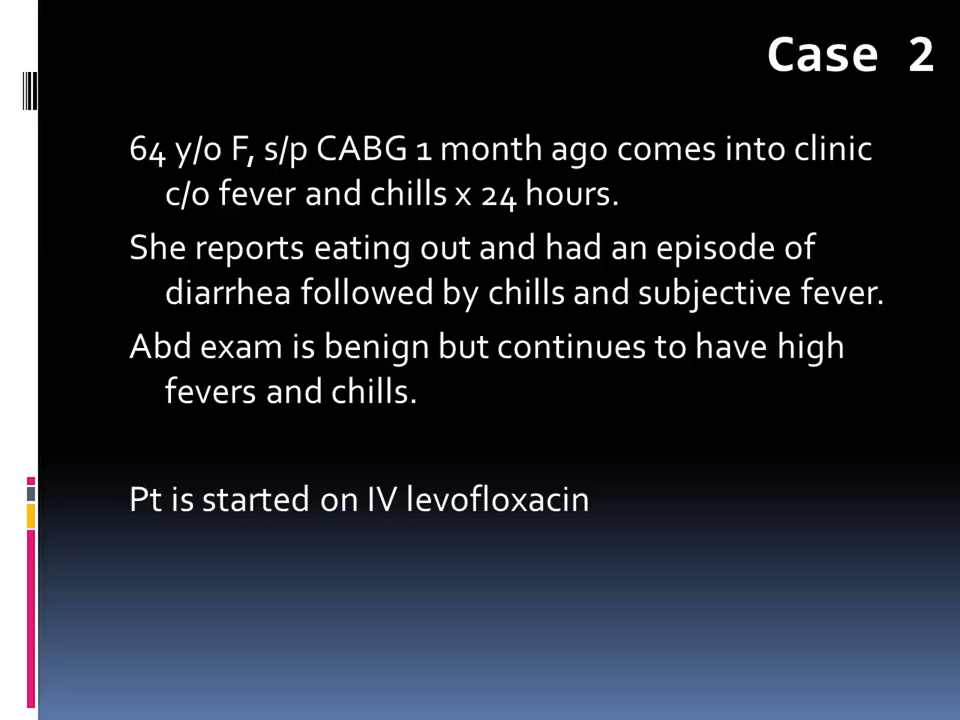 Case 2
64 y/o F, s/p CABG 1 month ago comes into clinic
c/o fever and chills x 24 hours.
She reports eating out and had an episode of
diarrhea followed by chills and subjective fever.
Abd exam is benign but continues to have high
fevers and chills.
Pt is started on IV levofloxacin